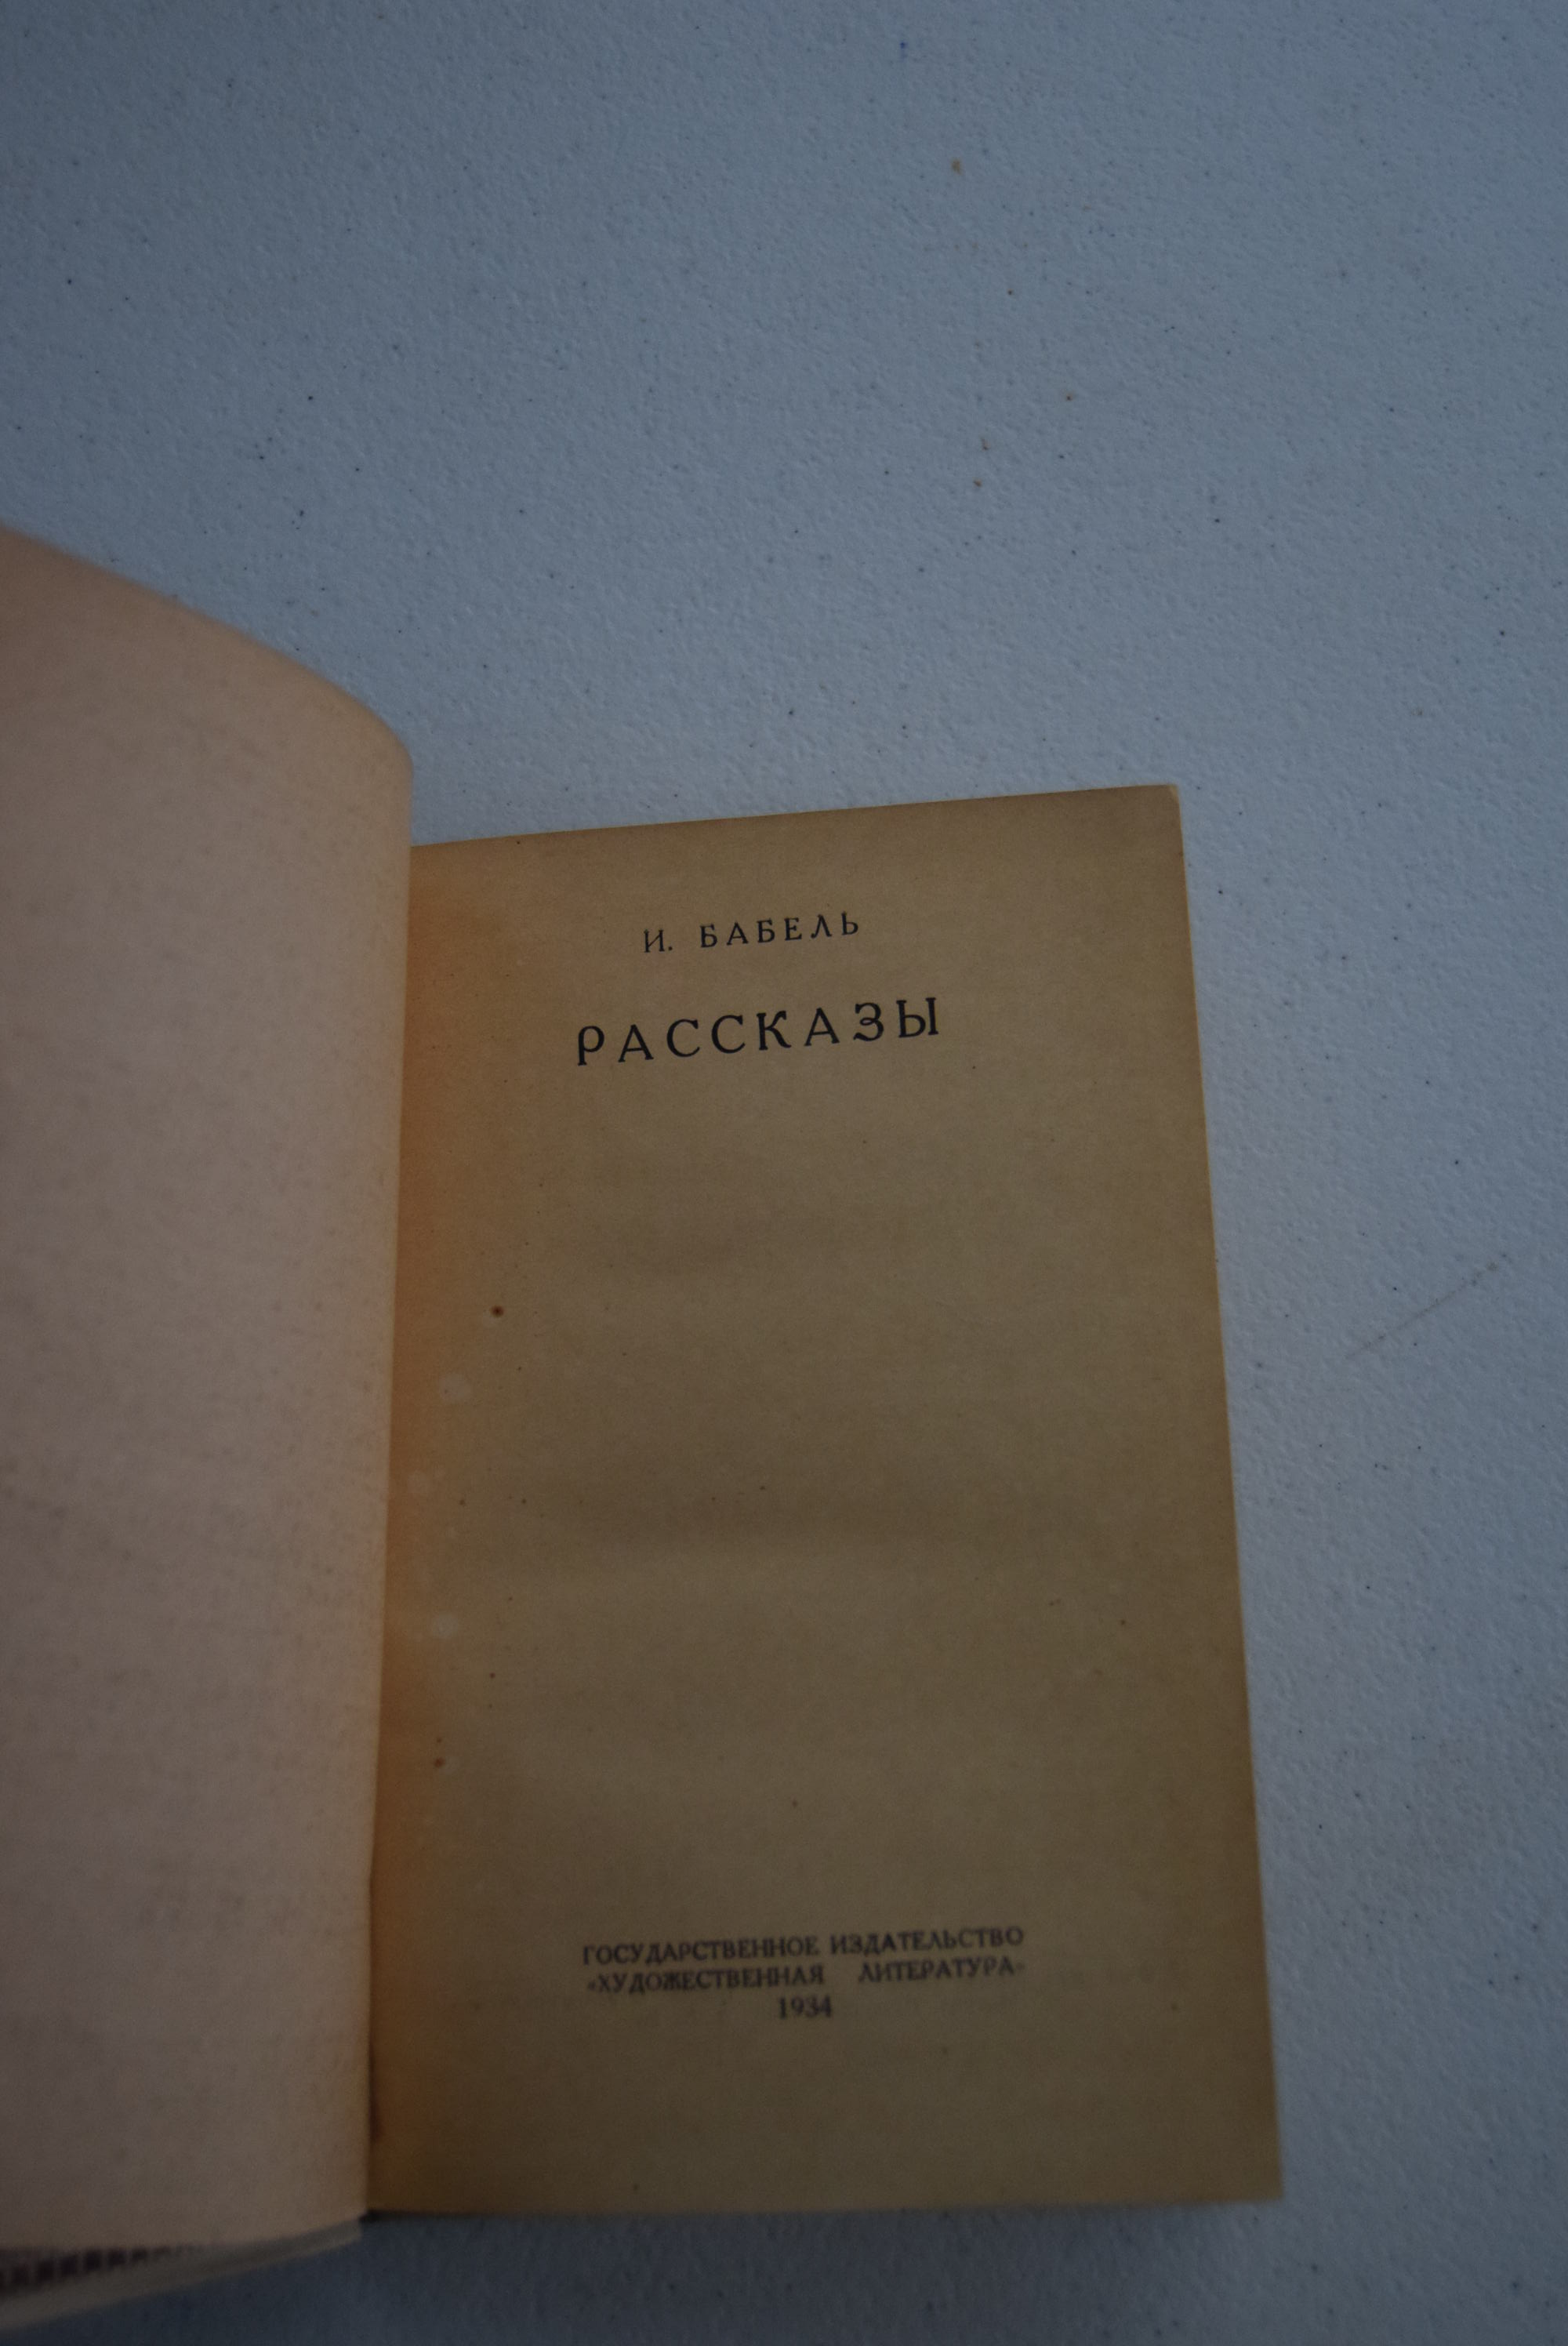 И. БАБЕЛЬ
РАССКАЗЫ
ГОСУДАРСТВЕННОЕ ИЗДАТЕЛЬСТВО
«ХУДОЖЕСТВЕННАЯ ЛИТЕРАТУРА»
1934